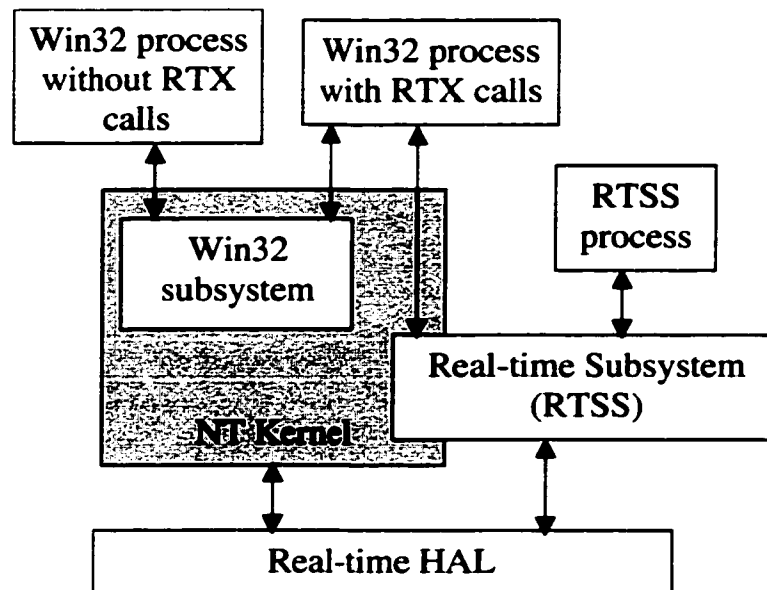 Win32 process
without RTX
calls
Win32 process
with RTX calls
RTSS
process
Win32
subsystem
Real-time Subsystem
(RTSS)
NT Kernel
Real-time HAL